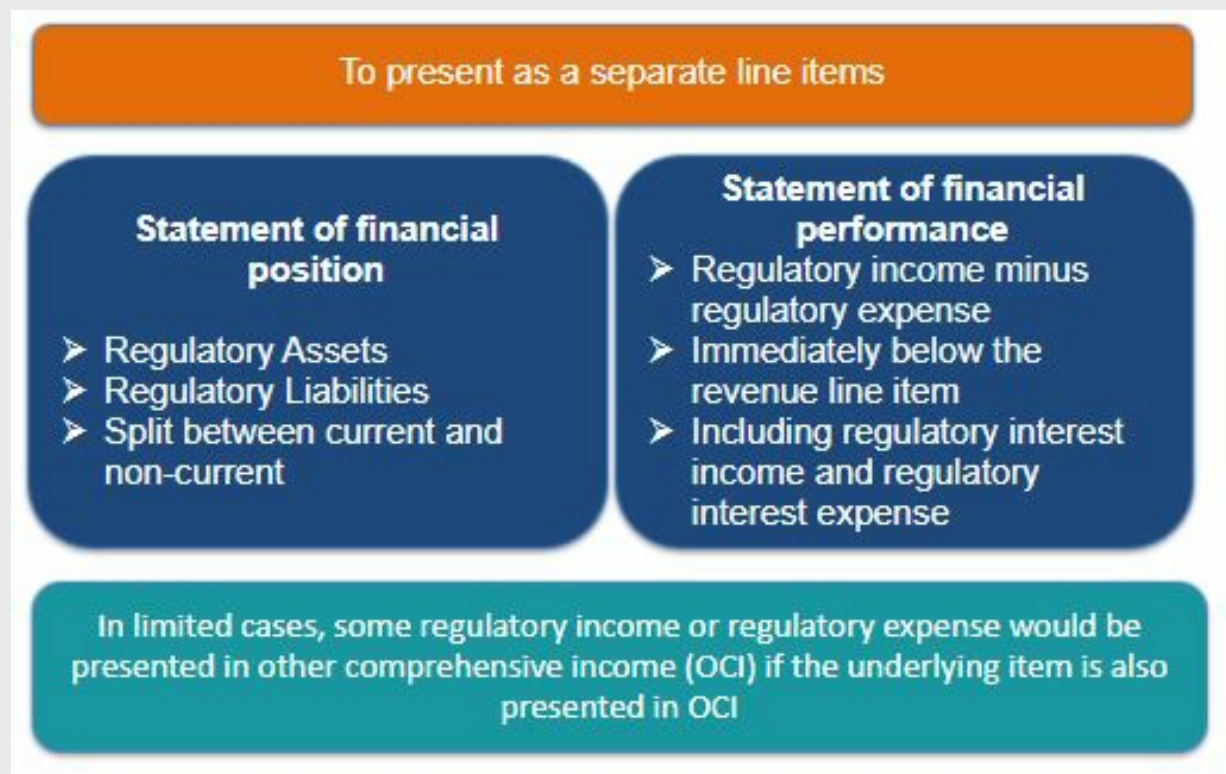 To present as a separate line items
Statement of financial
position
➢ Regulatory Assets
➢ Regulatory Liabilities
➢ Split between current and
non-current
Statement of financial
performance
➢ Regulatory income minus
regulatory expense
➢ Immediately below the
revenue line item
➢ Including regulatory interest
income and regulatory
interest expense
In limited cases, some regulatory income or regulatory expense would be
presented in other comprehensive income (OCI) if the underlying item is also
presented in OCI